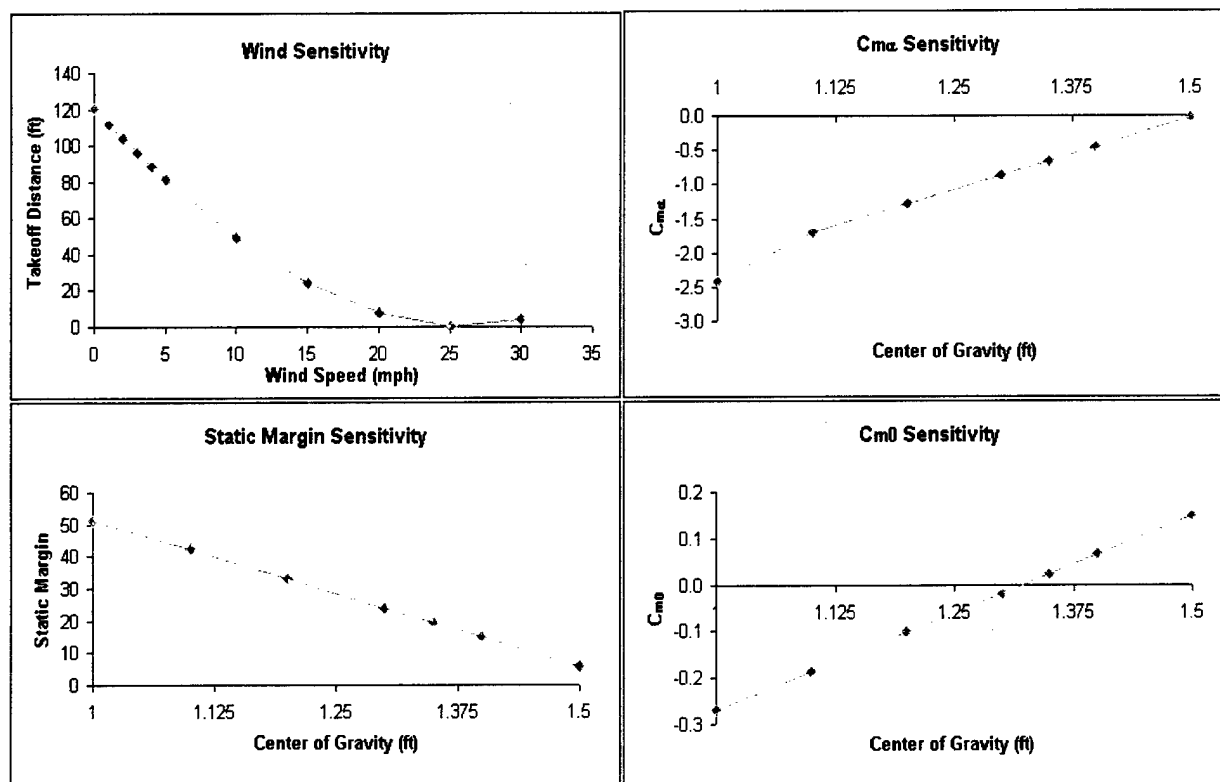 Wind Sensitivity
140
120
100
80
60
40
20
0
Takeoff Distance (ft)
0 5 10 15 20 25 30 35
Wind Speed (mph)
Cmα Sensitivity
1 1.125 1.25 1.375 1.5
0.0
-0.5
-1.0
-1.5
-2.0
-2.5
-3.0
Cmα
Center of Gravity (ft)
Static Margin Sensitivity
60
50
40
30
20
10
0
Static Margin
1 1.125 1.25 1.375 1.5
Center of Gravity (ft)
Cm0 Sensitivity
0.2
0.1
0.0
-0.1
-0.2
-0.3
Cm0
1.125 1.25 1.375 1.5
Center of Gravity (ft)